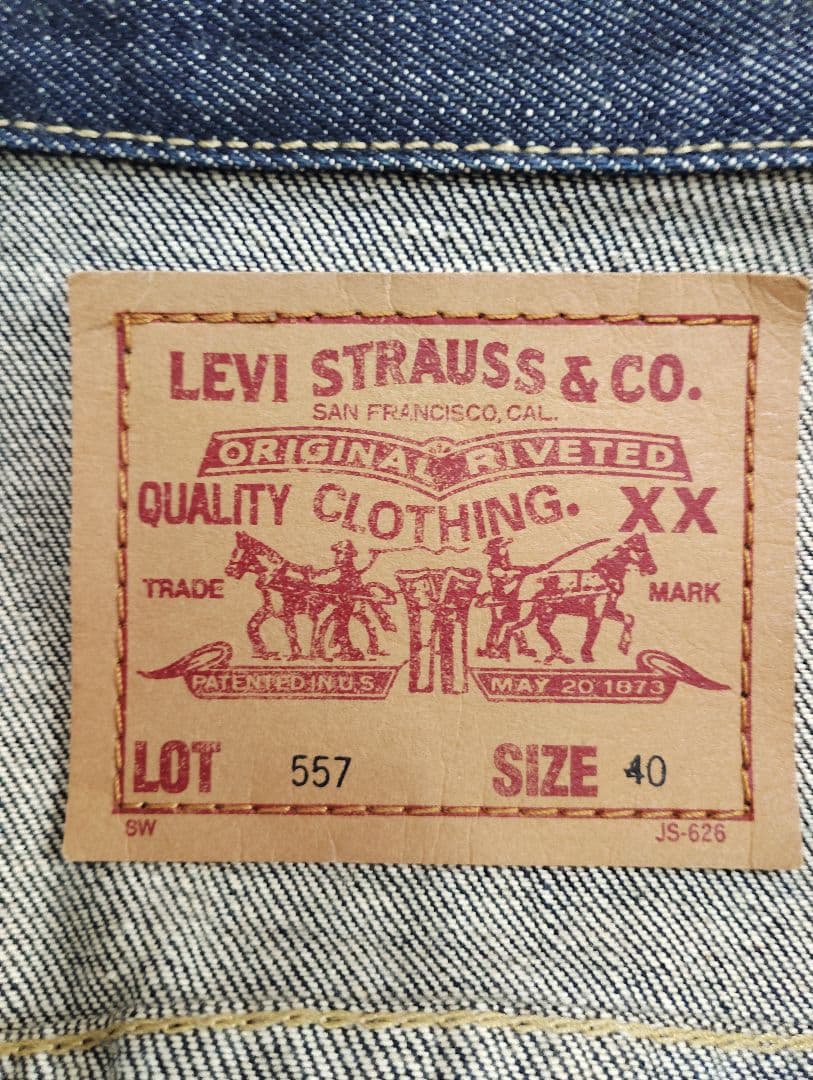 LEVI STRAUSS & CO.
SAN FRANCISCO, CAL.
ORIGINAL RIVETED
QUALITY CLOTHING. XX
TRADE MARK
PATENTED IN U.S. MAY 20 1873
LOT 557 SIZE 40
SW JS-626